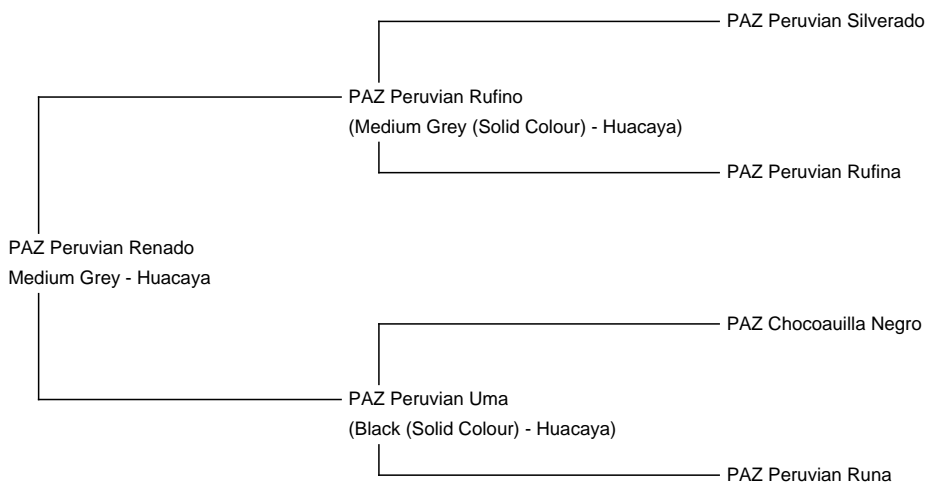 PAZ Peruvian Silverado
PAZ Peruvian Rufino
(Medium Grey (Solid Colour) - Huacaya)
PAZ Peruvian Rufina
PAZ Peruvian Renado
Medium Grey - Huacaya
PAZ Chocoauilla Negro
PAZ Peruvian Uma
(Black (Solid Colour) - Huacaya)
PAZ Peruvian Runa